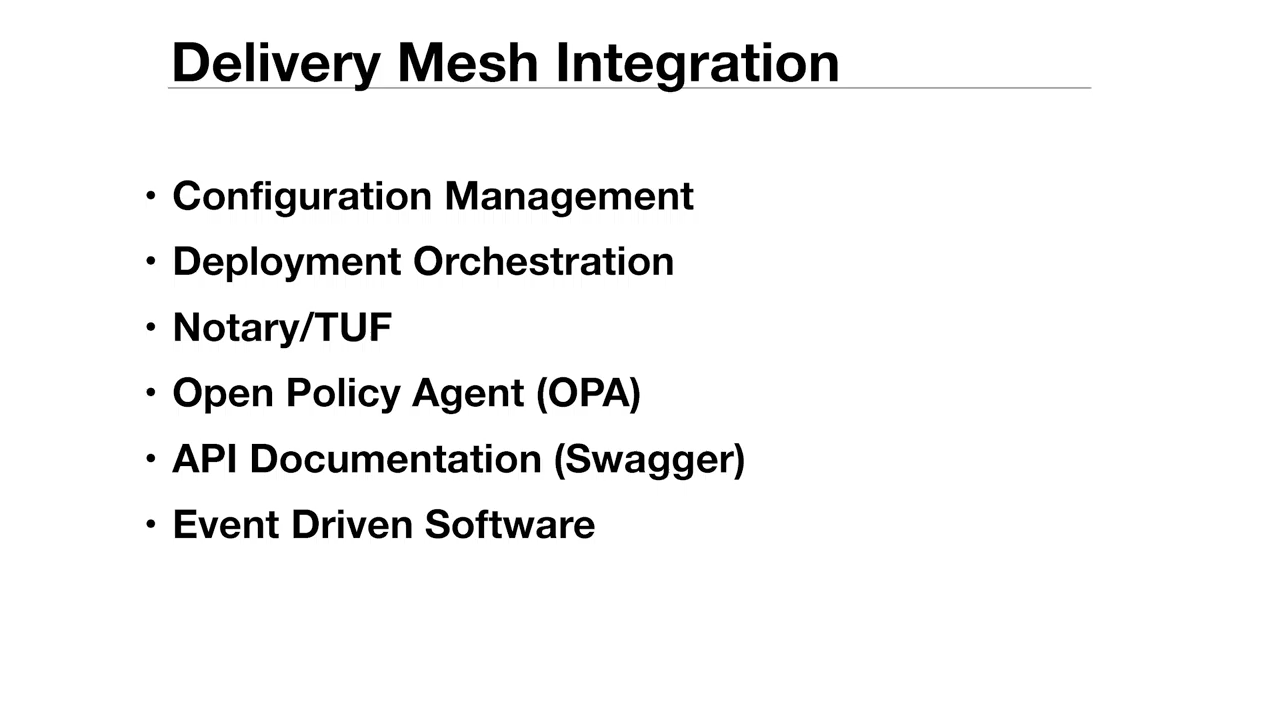 Delivery Mesh Integration
• Configuration Management
• Deployment Orchestration
• Notary/TUF
• Open Policy Agent (OPA)
• API Documentation (Swagger)
• Event Driven Software